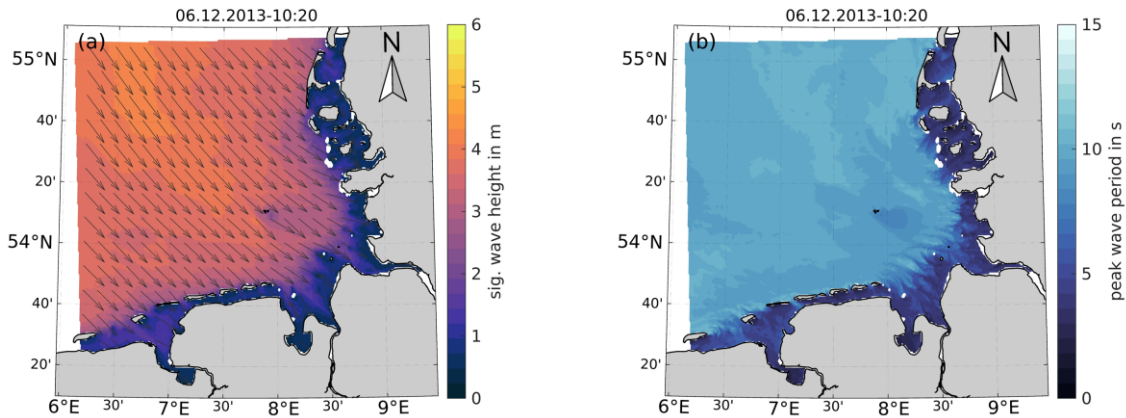 06.12.2013-10:20
(a)
N
55°N
40'
20'
54°N
40'
20'
6°E 30' 7°E 30' 8°E 30' 9°E
6
5
4
3
2
1
0
sig. wave height in m
06.12.2013-10:20
(b)
N
55°N
40'
20'
54°N
40'
20'
6°E 30' 7°E 30' 8°E 30' 9°E
15
10
5
0
peak wave period in s